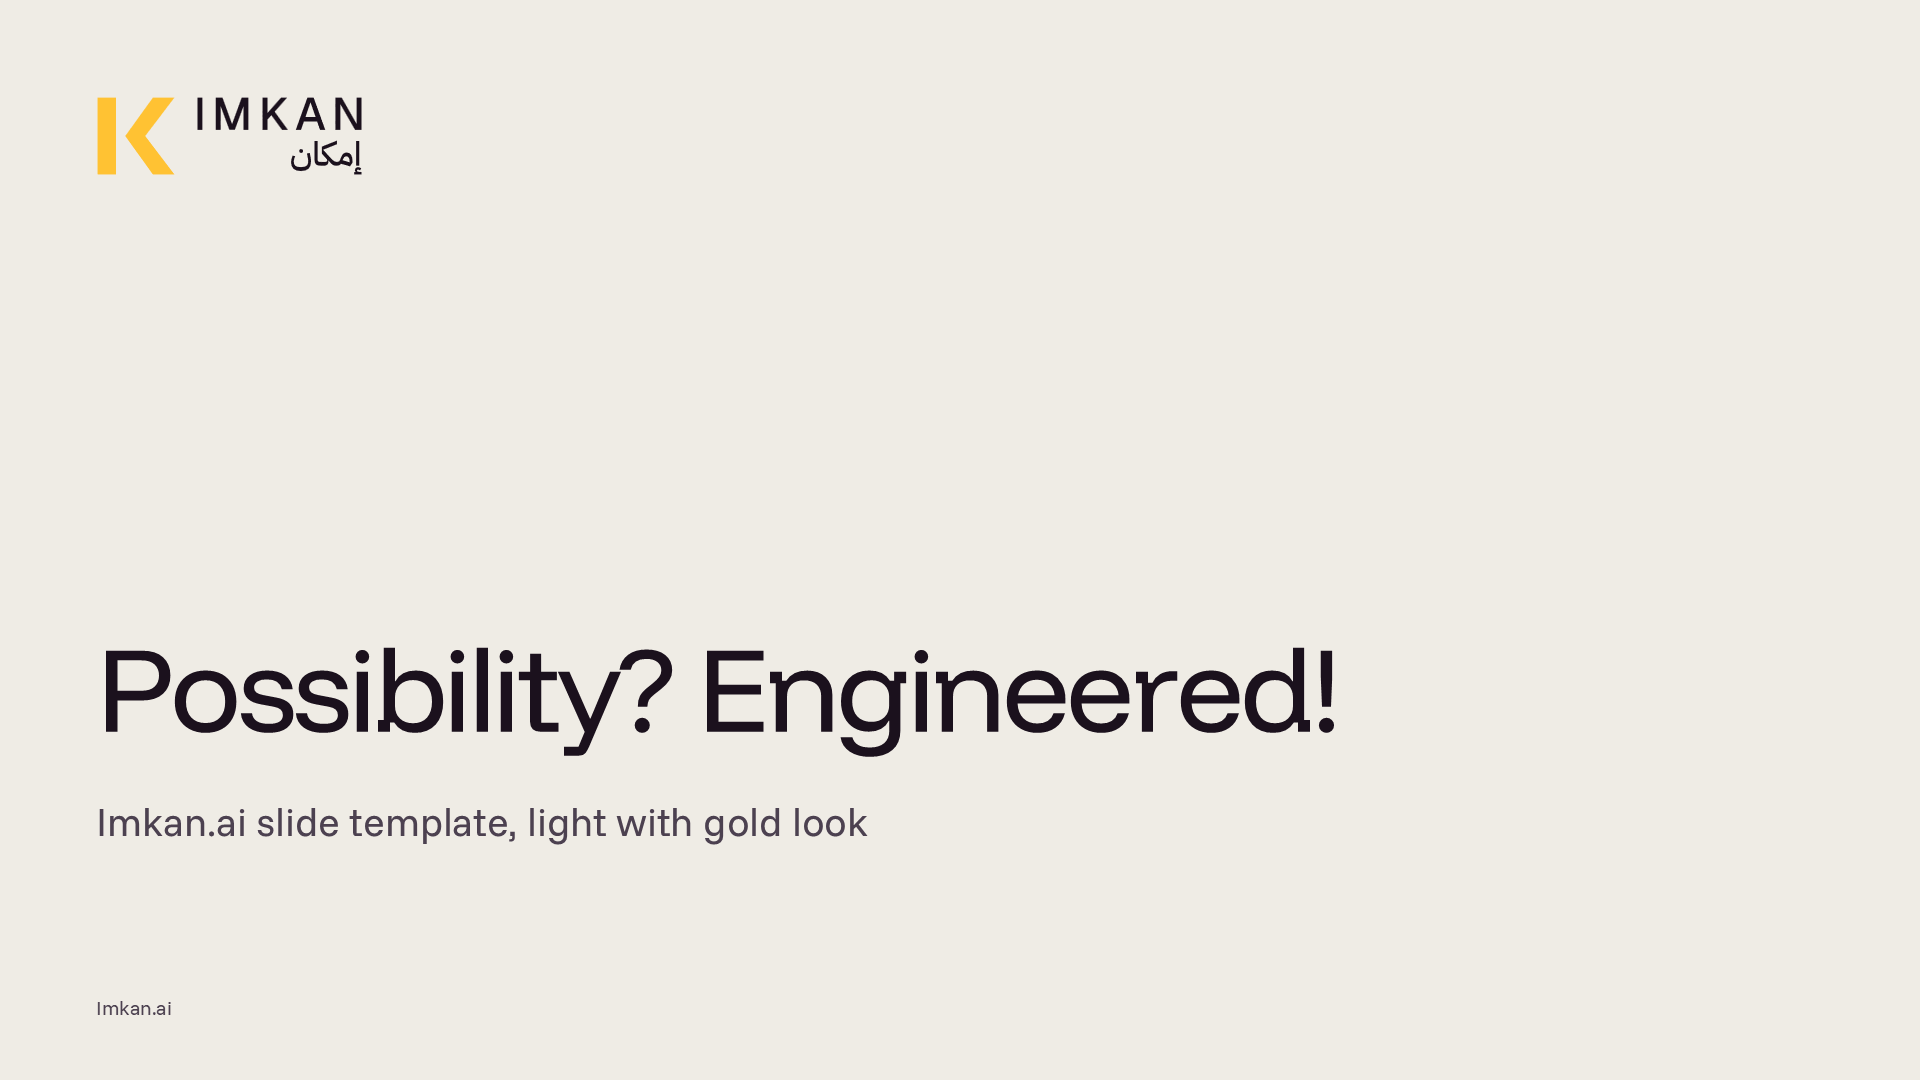 IMKAN
إمكان
Possibility? Engineered!
Imkan.ai slide template, light with gold look
Imkan.ai